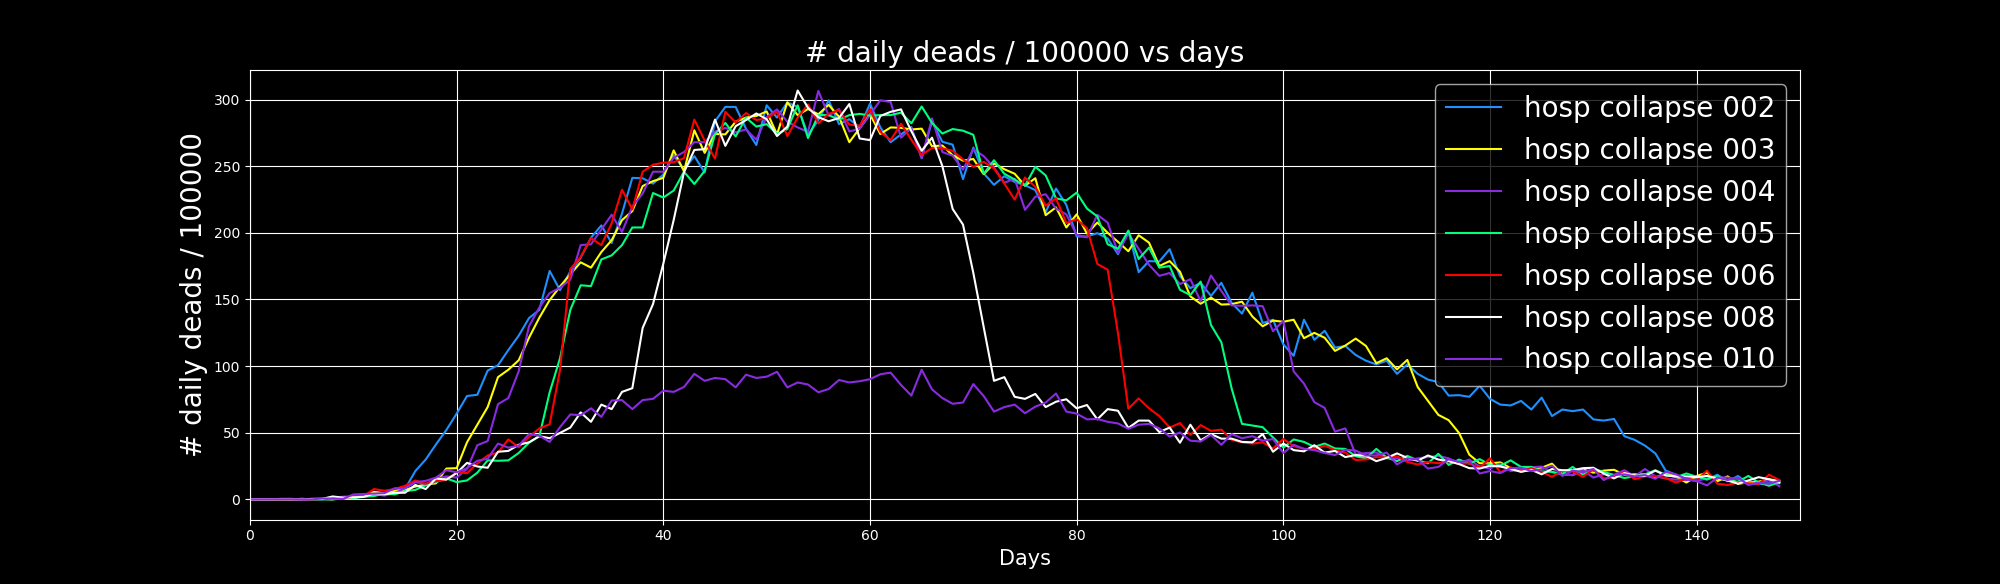 # daily deads / 100000 vs days
# daily deads / 100000
300
250
200
150
100
50
0
hosp collapse 002
hosp collapse 003
hosp collapse 004
hosp collapse 005
hosp collapse 006
hosp collapse 008
hosp collapse 010
0 20 40 60 80 100 120 140
Days